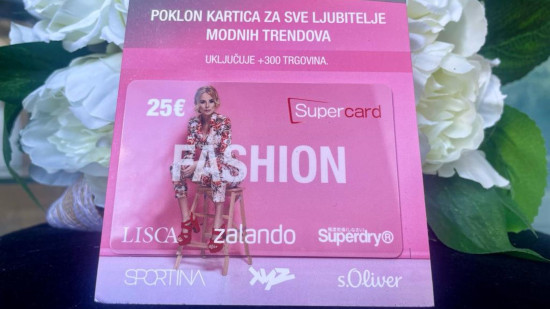 POKLON KARTICA ZA SVE LJUBITELJE
MODNIH TRENDOVA
UKLJUČUJE +300 TRGOVINA.
25€
Supercard
FASHION
LISCA zalando Superdry®
SPORTINA XYZ s.Oliver